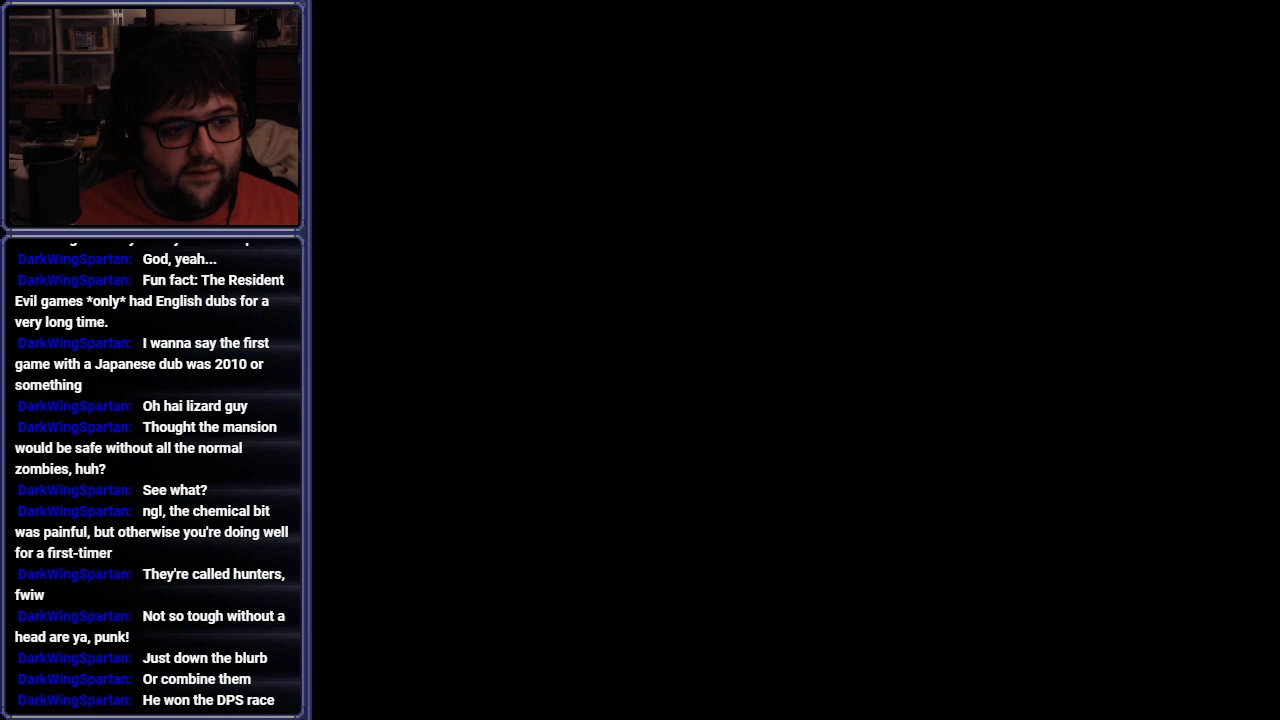 DarkWingSpartan: God, yeah...
DarkWingSpartan: Fun fact: The Resident
Evil games *only* had English dubs for a
very long time.
DarkWingSpartan: I wanna say the first
game with a Japanese dub was 2010 or
something
DarkWingSpartan: Oh hai lizard guy
DarkWingSpartan: Thought the mansion
would be safe without all the normal
zombies, huh?
DarkWingSpartan: See what?
DarkWingSpartan: ngl, the chemical bit
was painful, but otherwise you're doing well
for a first-timer
DarkWingSpartan: They're called hunters,
fwiw
DarkWingSpartan: Not so tough without a
head are ya, punk!
DarkWingSpartan: Just down the blurb
DarkWingSpartan: Or combine them
DarkWingSpartan: He won the DPS race